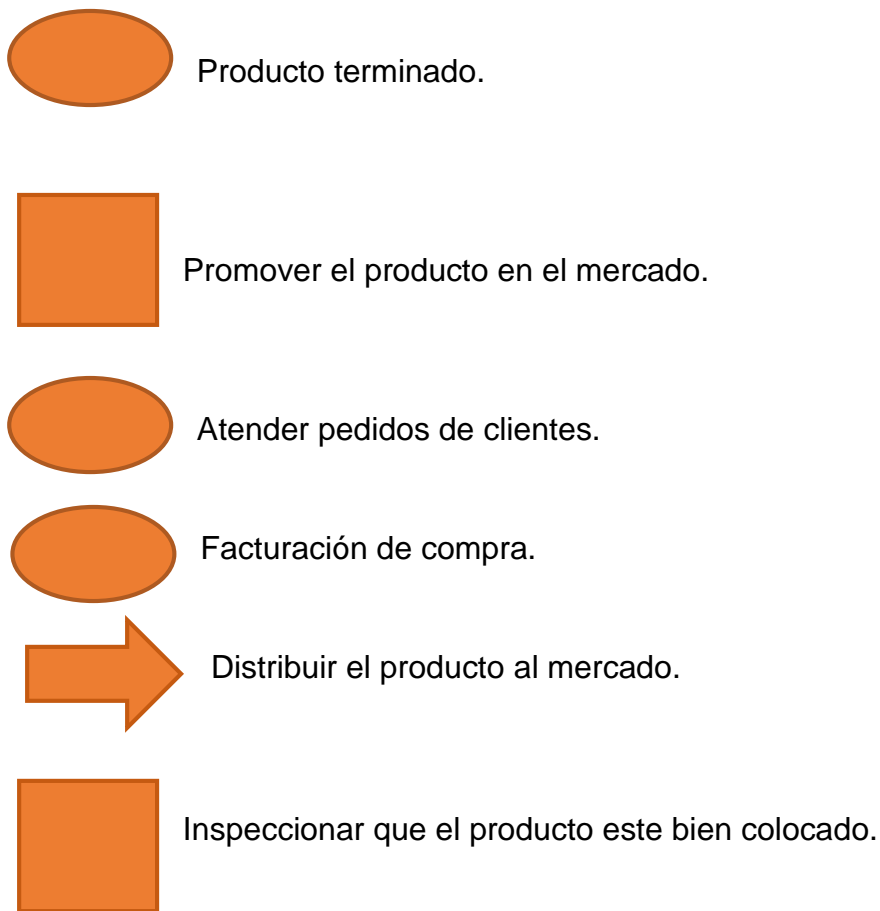 Producto terminado.
Promover el producto en el mercado.
Atender pedidos de clientes.
Facturación de compra.
Distribuir el producto al mercado.
Inspeccionar que el producto este bien colocado.